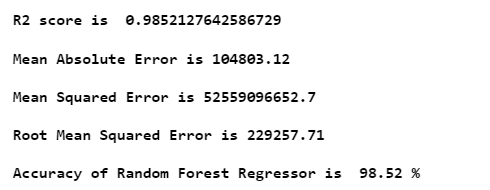 R2 score is  0.9852127642586729
Mean Absolute Error is 104803.12
Mean Squared Error is 52559096652.7
Root Mean Squared Error is 229257.71
Accuracy of Random Forest Regressor is  98.52 %